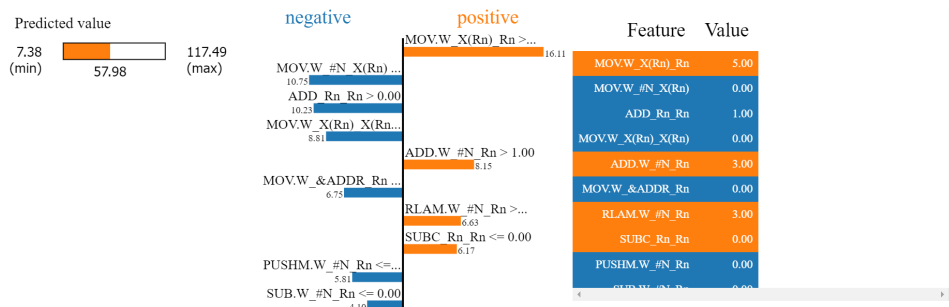 Predicted value
7.38
(min)
57.98
117.49
(max)
negative
positive
MOV.W_X(Rn)_Rn >...
16.11
MOV.W_#N_X(Rn) ...
10.75
ADD_Rn_Rn > 0.00
10.23
MOV.W_X(Rn)_X(Rn...
8.81
ADD.W_#N_Rn > 1.00
8.15
MOV.W_&ADDR_Rn ...
6.75
RLAM.W_#N_Rn >...
6.63
SUBC_Rn_Rn <= 0.00
6.17
PUSHM.W_#N_Rn <=...
5.81
SUB.W_#N_Rn <= 0.00
Feature Value
MOV.W_X(Rn)_Rn 5.00
MOV.W_#N_X(Rn) 0.00
ADD_Rn_Rn 1.00
MOV.W_X(Rn)_X(Rn) 0.00
ADD.W_#N_Rn 3.00
MOV.W_&ADDR_Rn 0.00
RLAM.W_#N_Rn 3.00
SUBC_Rn_Rn 0.00
PUSHM.W_#N_Rn 0.00